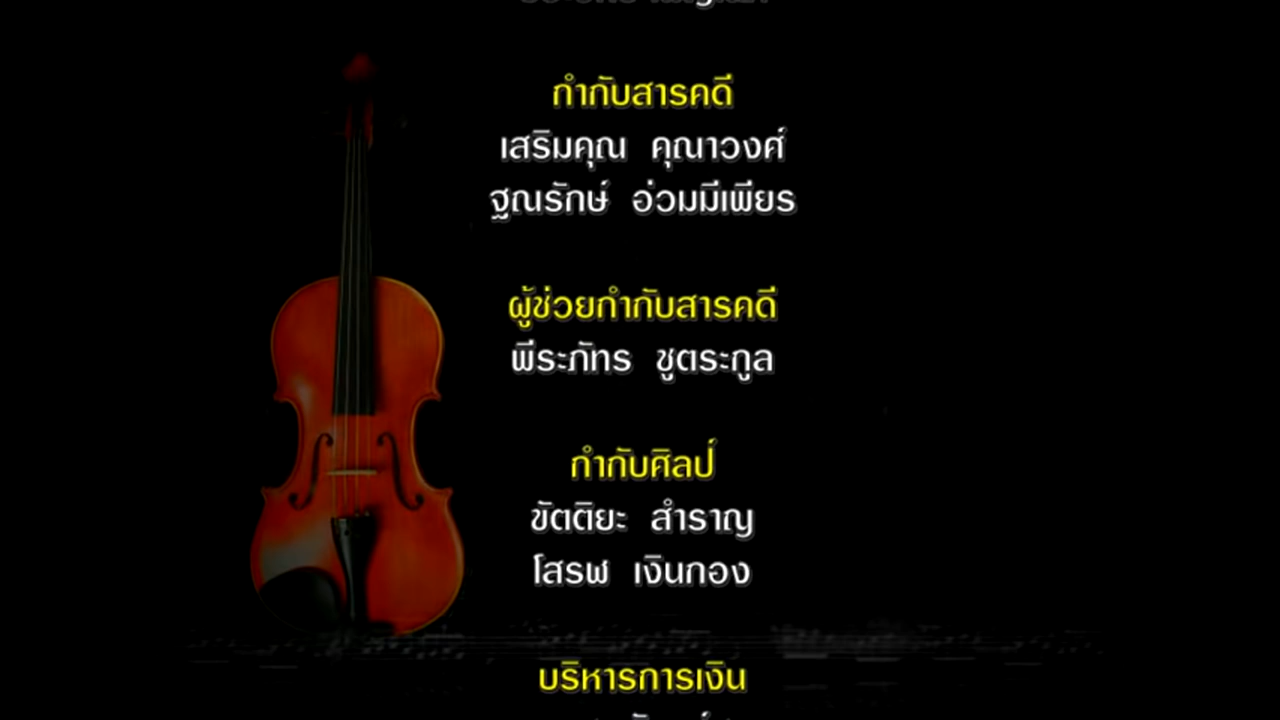 กำกับสารคดี
เสริมคุณ คุณาวงศ์
ฐณรักษ์ อ่วมมีเพียร
ผู้ช่วยกำกับสารคดี
พีระภัทร ชูตระกูล
กำกับศิลป์
ขัตติยะ สำราญ
โสรฬ เงินกอง
บริหารการเงิน